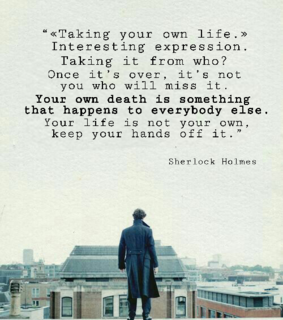 “«Taking your own life.»
Interesting expression.
Taking it from who?
Once it's over, it's not
you who will miss it.
Your own death is something
that happens to everybody else.
Your life is not your own,
keep your hands off it.”
Sherlock Holmes